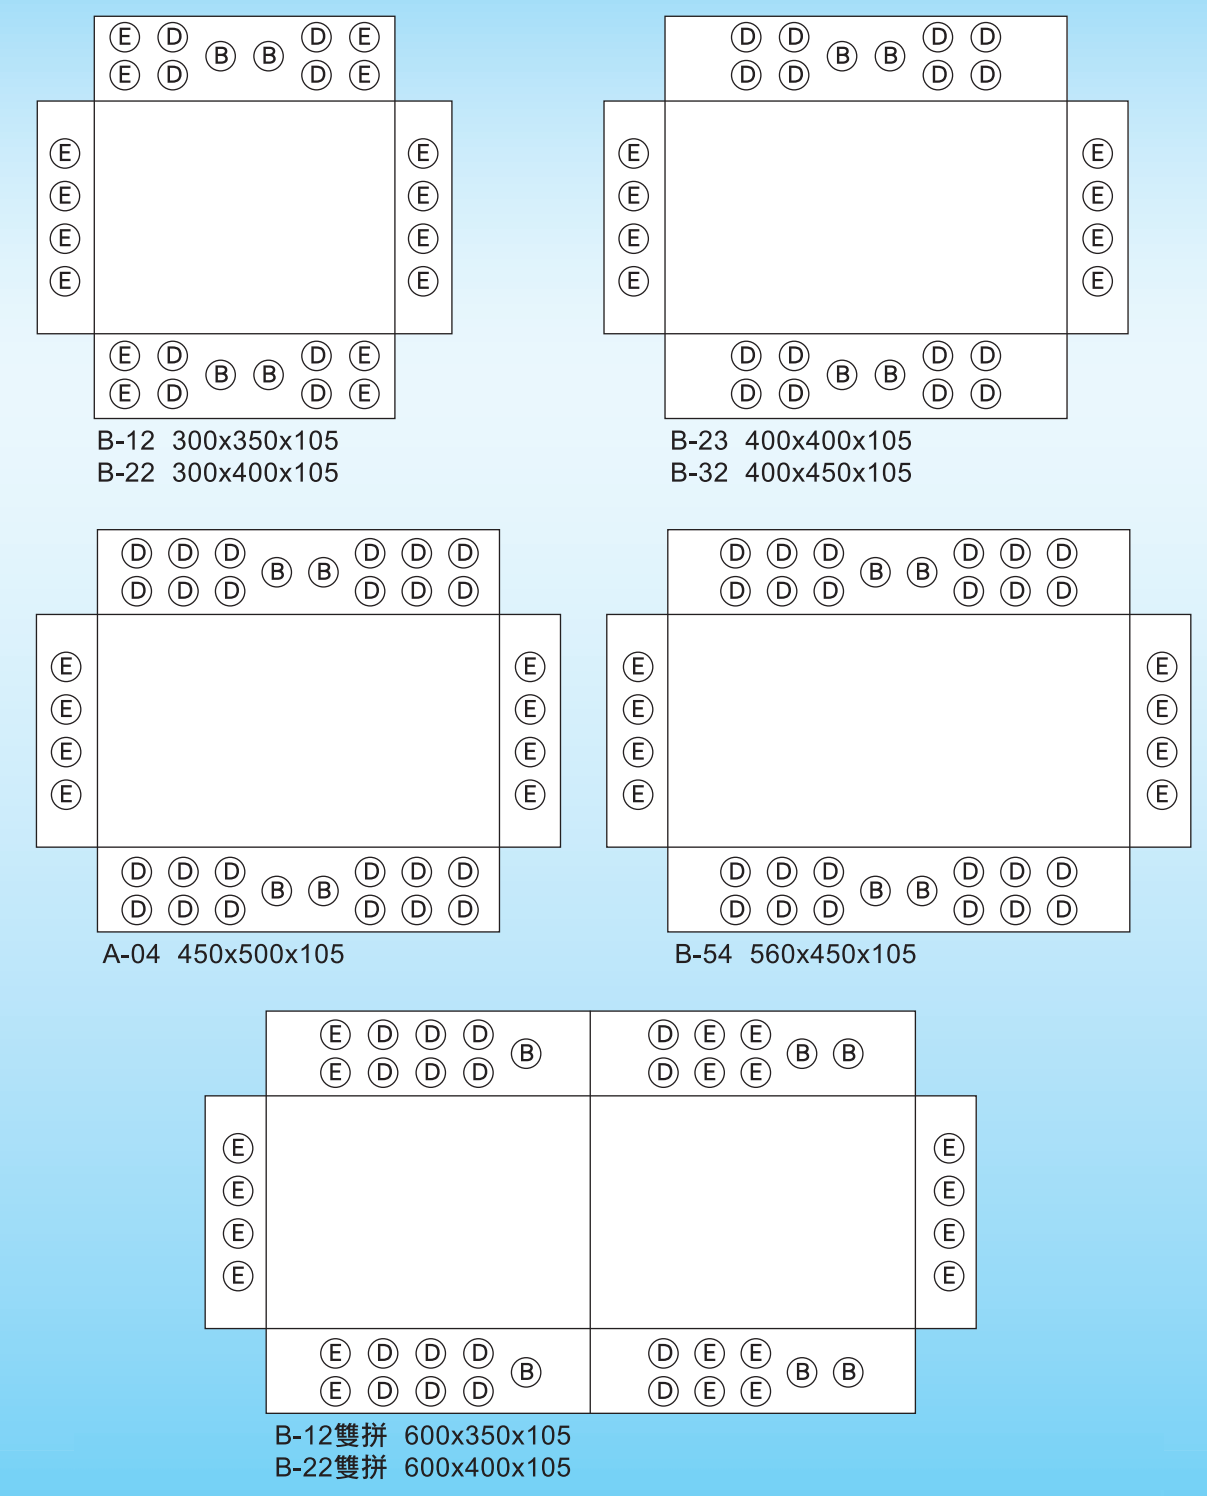 E D D E
B B
E D D E
E E
E E
E E
E E
E D D E
B B
E D D E
B-12 300x350x105
B-22 300x400x105
D D D D
B B
D D D D
E E
E E
E E
E E
D D D D
B B
D D D D
B-23 400x400x105
B-32 400x450x105
D D D D D D
B B
D D D D D D
E E
E E
E E
E E
D D D D D D
B B
D D D D D D
A-04 450x500x105
D D D D D D
B B
D D D D D D
E E
E E
E E
E E
D D D D D D
B B
D D D D D D
B-54 560x450x105
E D D D D E E
B B B
E D D D D E E
E E
E E
E E
E E
E D D D D E E
B B B
E D D D D E E
B-12雙拼 600x350x105
B-22雙拼 600x400x105